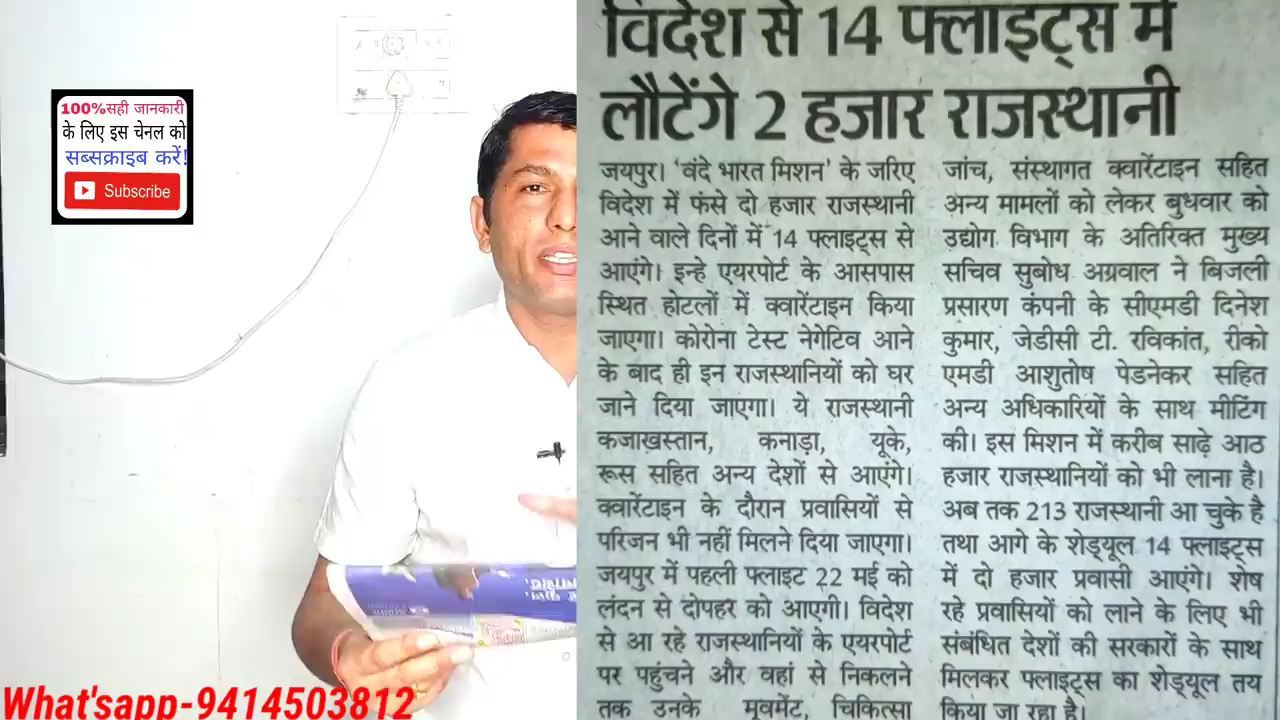 100%सही जानकारी
के लिए इस चेनल को
सब्सक्राइब करें!
Subscribe
What'sapp-9414503812
विदेश से 14 फ्लाइट्स में
लौटेंगे 2 हजार राजस्थानी
जयपुर। 'वंदे भारत मिशन' के जरिए
विदेश में फंसे दो हजार राजस्थानी
आने वाले दिनों में 14 फ्लाइट्स से
आएंगे। इन्हे एयरपोर्ट के आसपास
स्थित होटलों में क्वारेंटाइन किया
जाएगा। कोरोना टेस्ट नेगेटिव आने
के बाद ही इन राजस्थानियों को घर
जाने दिया जाएगा। ये राजस्थानी
कजाख़स्तान, कनाड़ा, यूके,
रूस सहित अन्य देशों से आएंगे।
क्वारेंटाइन के दौरान प्रवासियों से
परिजन भी नहीं मिलने दिया जाएगा।
जयपुर में पहली फ्लाइट 22 मई को
लंदन से दोपहर को आएगी। विदेश
से आ रहे राजस्थानियों के एयरपोर्ट
पर पहुंचने और वहां से निकलने
तक उनके मूवमेंट, चिकित्सा
जांच, संस्थागत क्वारेंटाइन सहित
अन्य मामलों को लेकर बुधवार को
उद्योग विभाग के अतिरिक्त मुख्य
सचिव सुबोध अग्रवाल ने बिजली
प्रसारण कंपनी के सीएमडी दिनेश
कुमार, जेडीसी टी. रविकांत, रीको
एमडी आशुतोष पेडनेकर सहित
अन्य अधिकारियों के साथ मीटिंग
की। इस मिशन में करीब साढ़े आठ
हजार राजस्थानियों को भी लाना है।
अब तक 213 राजस्थानी आ चुके है
तथा आगे के शेड्यूल 14 फ्लाइट्स
में दो हजार प्रवासी आएंगे। शेष
रहे प्रवासियों को लाने के लिए भी
संबंधित देशों की सरकारों के साथ
मिलकर फ्लाइट्स का शेड्यूल तय
किया जा रहा है।